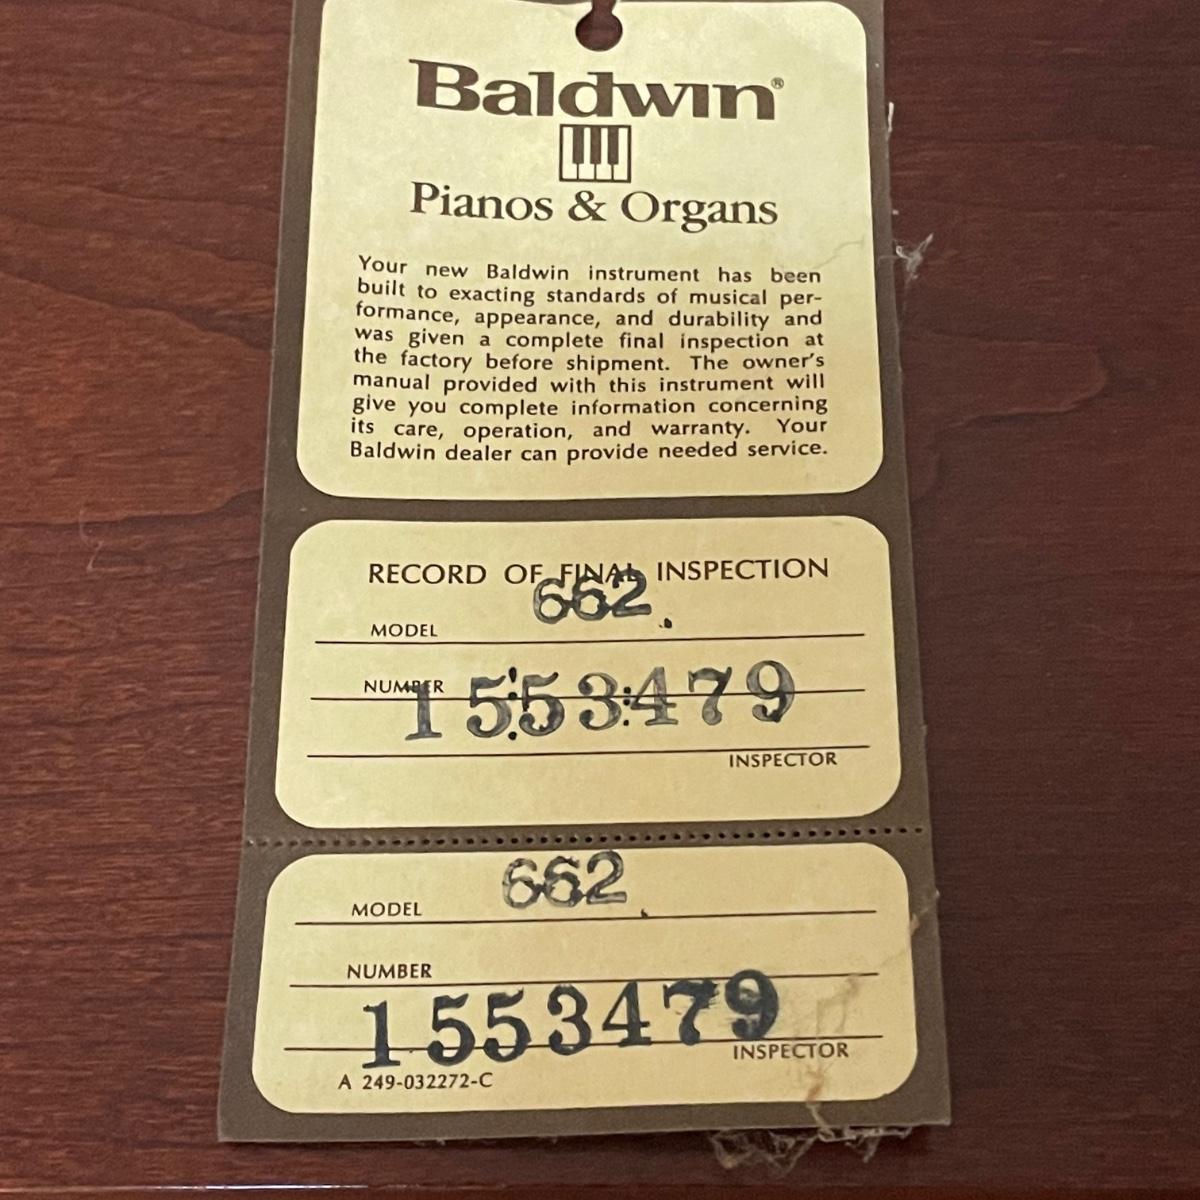 Baldwin®
Pianos & Organs
Your new Baldwin instrument has been
built to exacting standards of musical per-
formance, appearance, and durability and
was given a complete final inspection at
the factory before shipment. The owner's
manual provided with this instrument will
give you complete information concerning
its care, operation, and warranty. Your
Baldwin dealer can provide needed service.
RECORD OF FINAL INSPECTION
MODEL 662
NUMBER 1553479
INSPECTOR
MODEL 662
NUMBER
1553479
INSPECTOR
A 249-032272-C